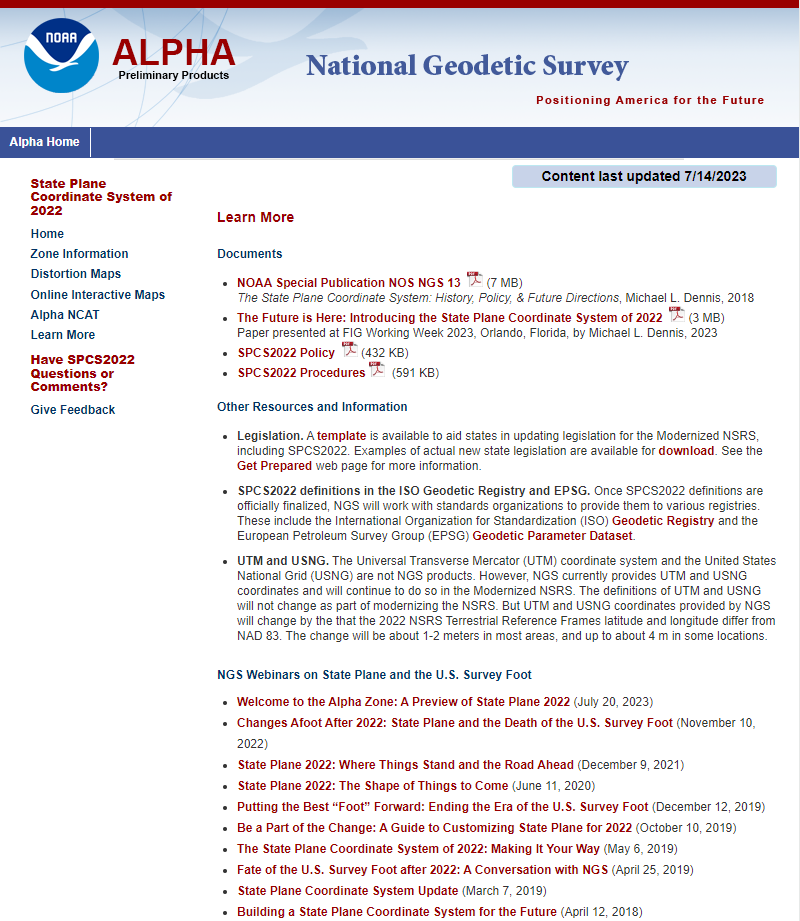 NOAA
ALPHA
Preliminary Products
National Geodetic Survey
Positioning America for the Future
Alpha Home
State Plane
Coordinate System of
2022
Home
Zone Information
Distortion Maps
Online Interactive Maps
Alpha NCAT
Learn More
Have SPCS2022
Questions or
Comments?
Give Feedback
Content last updated 7/14/2023
Learn More
Documents
• NOAA Special Publication NOS NGS 13 (7 MB)
The State Plane Coordinate System: History, Policy, & Future Directions, Michael L. Dennis, 2018
• The Future is Here: Introducing the State Plane Coordinate System of 2022 (3 MB)
Paper presented at FIG Working Week 2023, Orlando, Florida, by Michael L. Dennis, 2023
• SPCS2022 Policy (432 KB)
• SPCS2022 Procedures (591 KB)
Other Resources and Information
• Legislation. A template is available to aid states in updating legislation for the Modernized NSRS,
including SPCS2022. Examples of actual new state legislation are available for download. See the
Get Prepared web page for more information.
• SPCS2022 definitions in the ISO Geodetic Registry and EPSG. Once SPCS2022 definitions are
officially finalized, NGS will work with standards organizations to provide them to various registries.
These include the International Organization for Standardization (ISO) Geodetic Registry and the
European Petroleum Survey Group (EPSG) Geodetic Parameter Dataset.
• UTM and USNG. The Universal Transverse Mercator (UTM) coordinate system and the United States
National Grid (USNG) are not NGS products. However, NGS currently provides UTM and USNG
coordinates and will continue to do so in the Modernized NSRS. The definitions of UTM and USNG
will not change as part of modernizing the NSRS. But UTM and USNG coordinates provided by NGS
will change by the that the 2022 NSRS Terrestrial Reference Frames latitude and longitude differ from
NAD 83. The change will be about 1-2 meters in most areas, and up to about 4 m in some locations.
NGS Webinars on State Plane and the U.S. Survey Foot
• Welcome to the Alpha Zone: A Preview of State Plane 2022 (July 20, 2023)
• Changes Afoot After 2022: State Plane and the Death of the U.S. Survey Foot (November 10,
2022)
• State Plane 2022: Where Things Stand and the Road Ahead (December 9, 2021)
• State Plane 2022: The Shape of Things to Come (June 11, 2020)
• Putting the Best “Foot” Forward: Ending the Era of the U.S. Survey Foot (December 12, 2019)
• Be a Part of the Change: A Guide to Customizing State Plane for 2022 (October 10, 2019)
• The State Plane Coordinate System of 2022: Making It Your Way (May 6, 2019)
• Fate of the U.S. Survey Foot after 2022: A Conversation with NGS (April 25, 2019)
• State Plane Coordinate System Update (March 7, 2019)
• Building a State Plane Coordinate System for the Future (April 12, 2018)